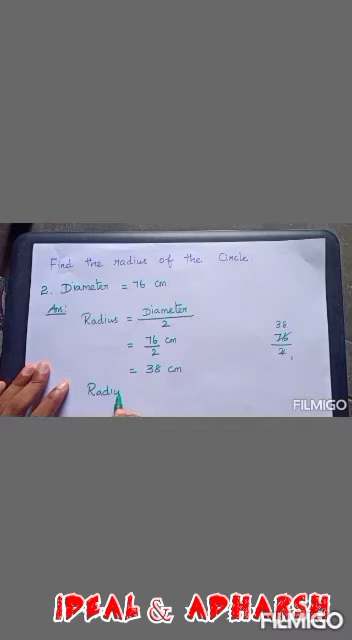 Find the radius of the Circle.
2. Diameter = 76 cm.
Ans:
Radius = Diameter / 2
= 76/2 cm
= 38 cm
Radiu
38
76/2
FILMIGO
IDEAL & ADHARSH
FILMIGO